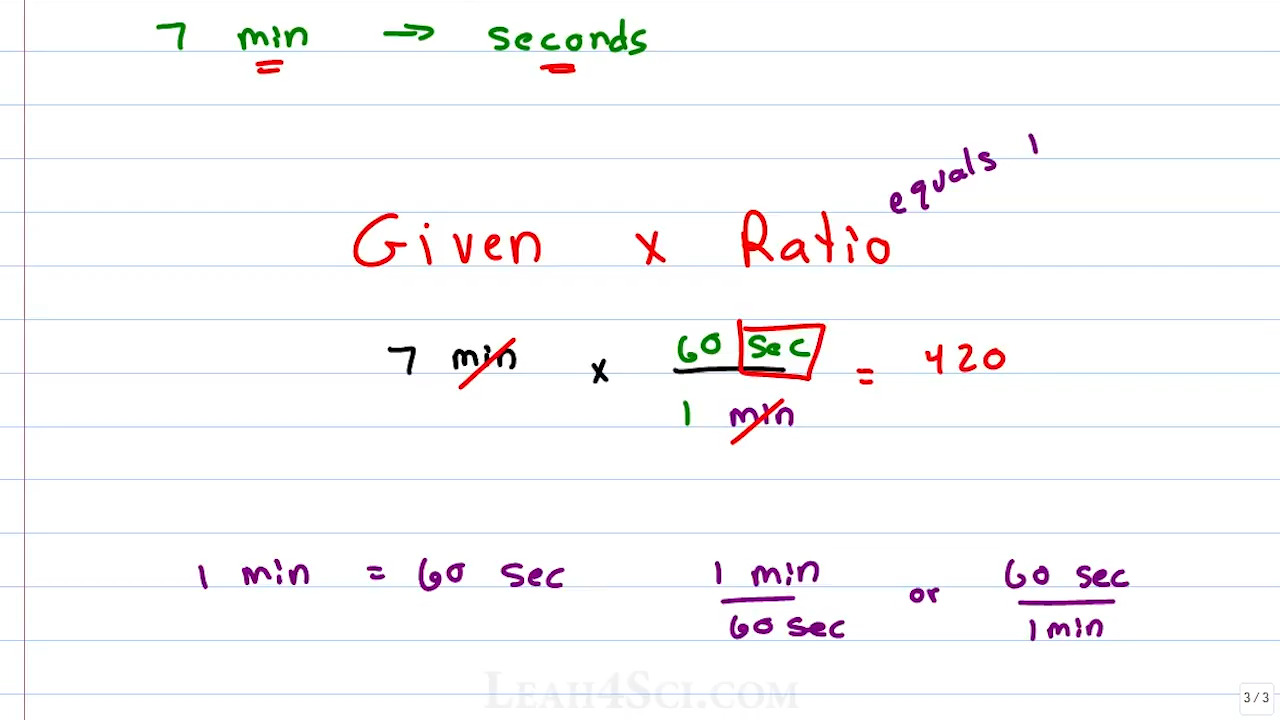 7 min → seconds
equals 1
Given x Ratio
7 min x 60 sec / 1 min = 420
1 min = 60 sec 1 min / 60 sec or 60 sec / 1 min
LEAH4SCI.COM
3 / 3